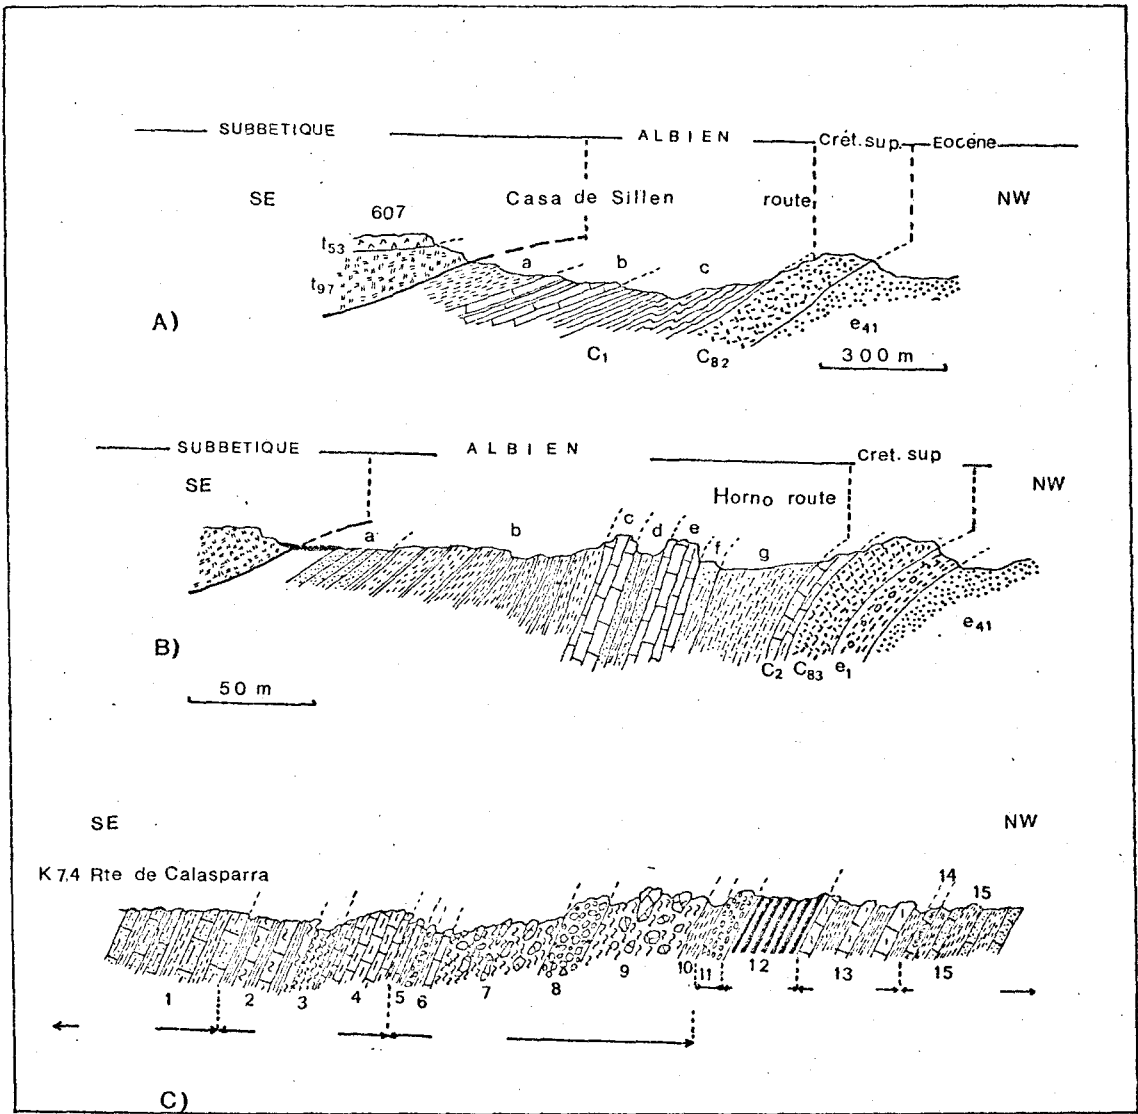 SUBBETIQUE ALBIEN Crét. sup. Eocéne
SE Casa de Sillen route NW
607
t53
t97
a b c
A)
C1 C82 e41
300 m
SUBBETIQUE ALBIEN Cret. sup
SE Horno route NW
a b c d e f g
B)
C2 C83 e1 e41
50 m
SE NW
K 7.4 Rte de Calasparra
14 15
1 2 3 4 5 6 7 8 9 10 11 12 13 15
C)